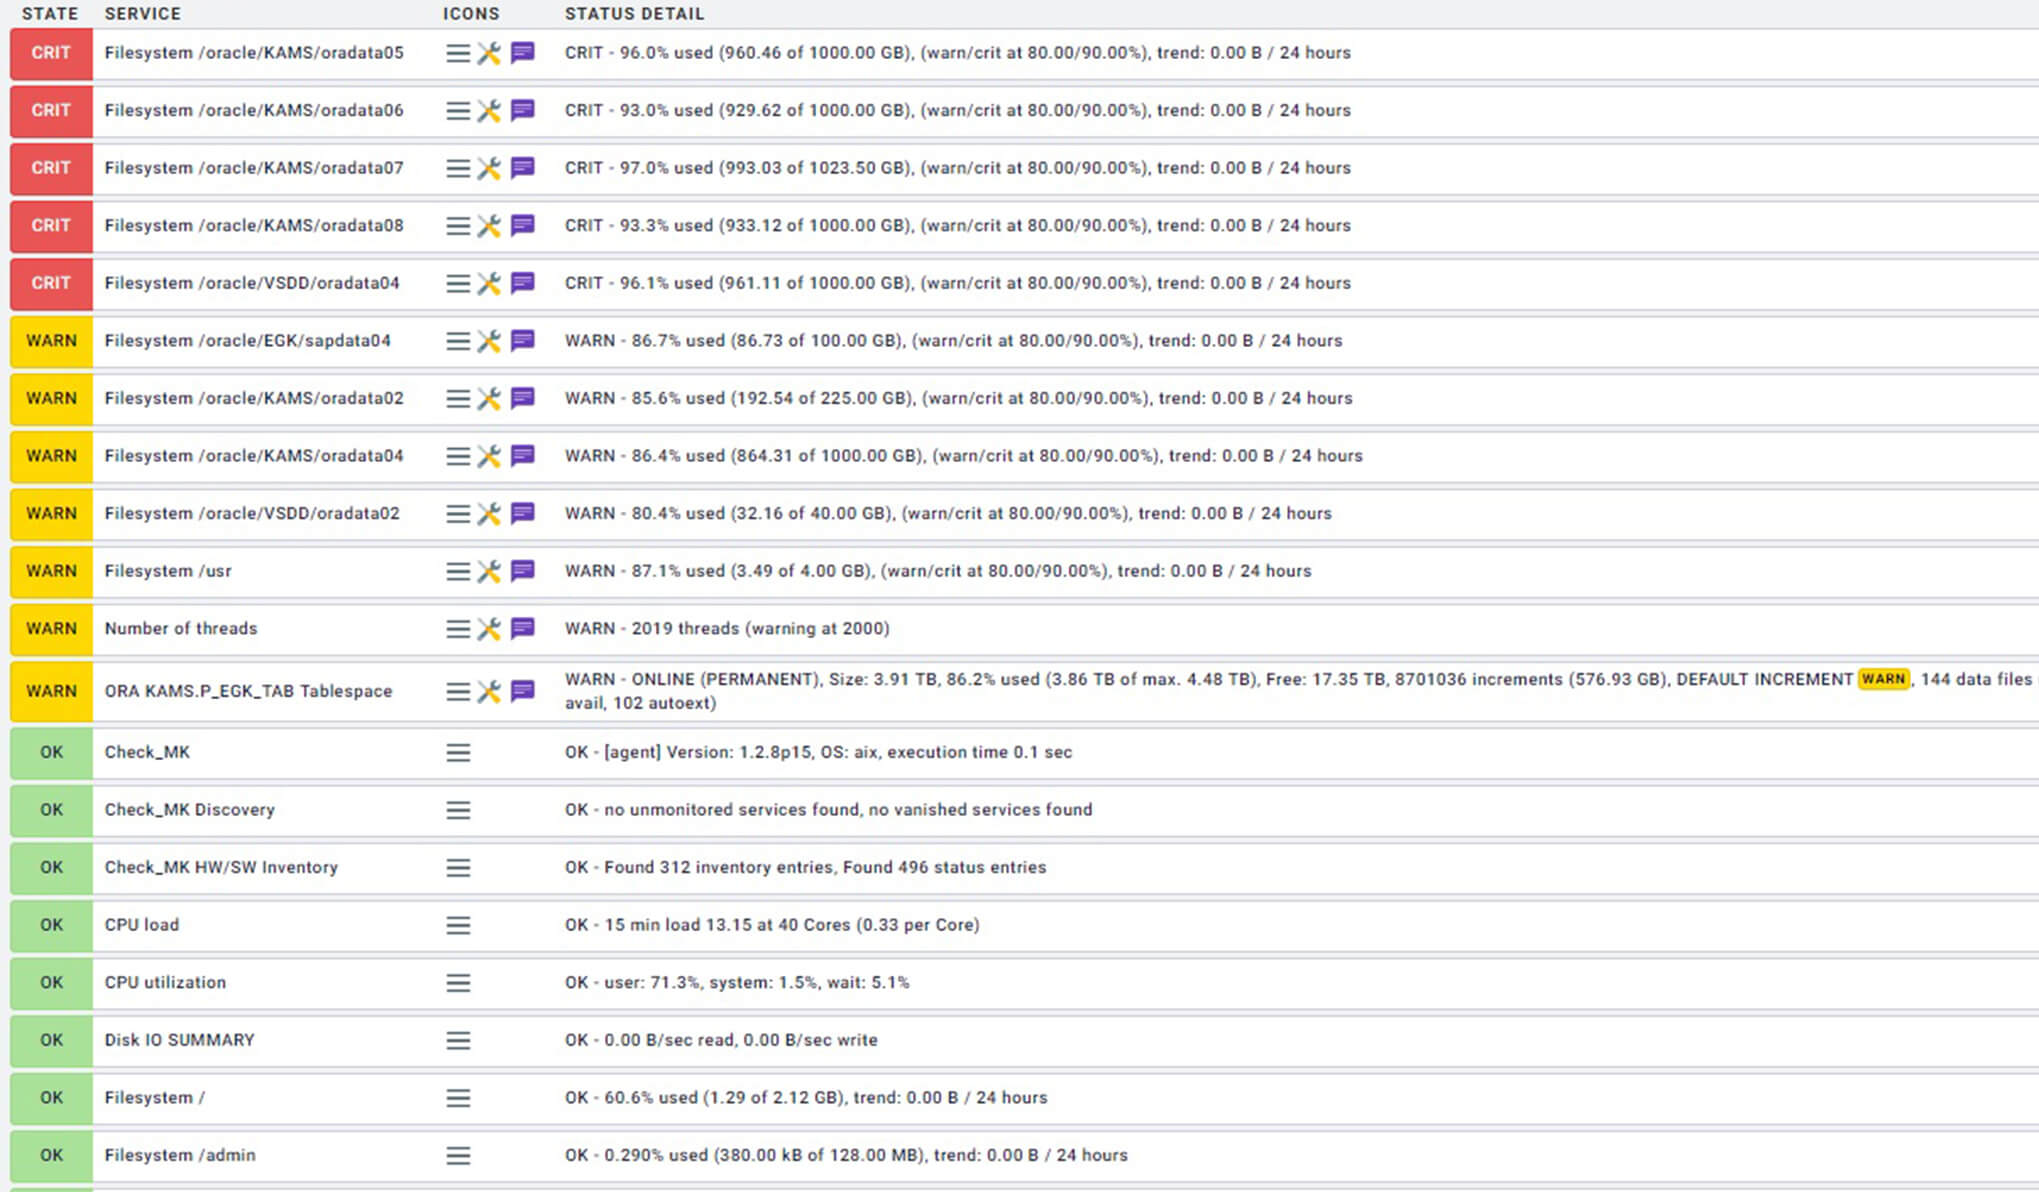 STATE SERVICE ICONS STATUS DETAIL
CRIT Filesystem /oracle/KAMS/oradata05 CRIT - 96.0% used (960.46 of 1000.00 GB), (warn/crit at 80.00/90.00%), trend: 0.00 B / 24 hours
CRIT Filesystem /oracle/KAMS/oradata06 CRIT - 93.0% used (929.62 of 1000.00 GB), (warn/crit at 80.00/90.00%), trend: 0.00 B / 24 hours
CRIT Filesystem /oracle/KAMS/oradata07 CRIT - 97.0% used (993.03 of 1023.50 GB), (warn/crit at 80.00/90.00%), trend: 0.00 B / 24 hours
CRIT Filesystem /oracle/KAMS/oradata08 CRIT - 93.3% used (933.12 of 1000.00 GB), (warn/crit at 80.00/90.00%), trend: 0.00 B / 24 hours
CRIT Filesystem /oracle/VSDD/oradata04 CRIT - 96.1% used (961.11 of 1000.00 GB), (warn/crit at 80.00/90.00%), trend: 0.00 B / 24 hours
WARN Filesystem /oracle/EGK/sapdata04 WARN - 86.7% used (86.73 of 100.00 GB), (warn/crit at 80.00/90.00%), trend: 0.00 B / 24 hours
WARN Filesystem /oracle/KAMS/oradata02 WARN - 85.6% used (192.54 of 225.00 GB), (warn/crit at 80.00/90.00%), trend: 0.00 B / 24 hours
WARN Filesystem /oracle/KAMS/oradata04 WARN - 86.4% used (864.31 of 1000.00 GB), (warn/crit at 80.00/90.00%), trend: 0.00 B / 24 hours
WARN Filesystem /oracle/VSDD/oradata02 WARN - 80.4% used (32.16 of 40.00 GB), (warn/crit at 80.00/90.00%), trend: 0.00 B / 24 hours
WARN Filesystem /usr WARN - 87.1% used (3.49 of 4.00 GB), (warn/crit at 80.00/90.00%), trend: 0.00 B / 24 hours
WARN Number of threads WARN - 2019 threads (warning at 2000)
WARN ORA KAMS.P_EGK_TAB Tablespace WARN - ONLINE (PERMANENT), Size: 3.91 TB, 86.2% used (3.86 TB of max. 4.48 TB), Free: 17.35 TB, 8701036 increments (576.93 GB), DEFAULT INCREMENT WARN, 144 data files
avail, 102 autoext)
OK Check_MK OK - [agent] Version: 1.2.8p15, OS: aix, execution time 0.1 sec
OK Check_MK Discovery OK - no unmonitored services found, no vanished services found
OK Check_MK HW/SW Inventory OK - Found 312 inventory entries, Found 496 status entries
OK CPU load OK - 15 min load 13.15 at 40 Cores (0.33 per Core)
OK CPU utilization OK - user: 71.3%, system: 1.5%, wait: 5.1%
OK Disk IO SUMMARY OK - 0.00 B/sec read, 0.00 B/sec write
OK Filesystem / OK - 60.6% used (1.29 of 2.12 GB), trend: 0.00 B / 24 hours
OK Filesystem /admin OK - 0.290% used (380.00 kB of 128.00 MB), trend: 0.00 B / 24 hours